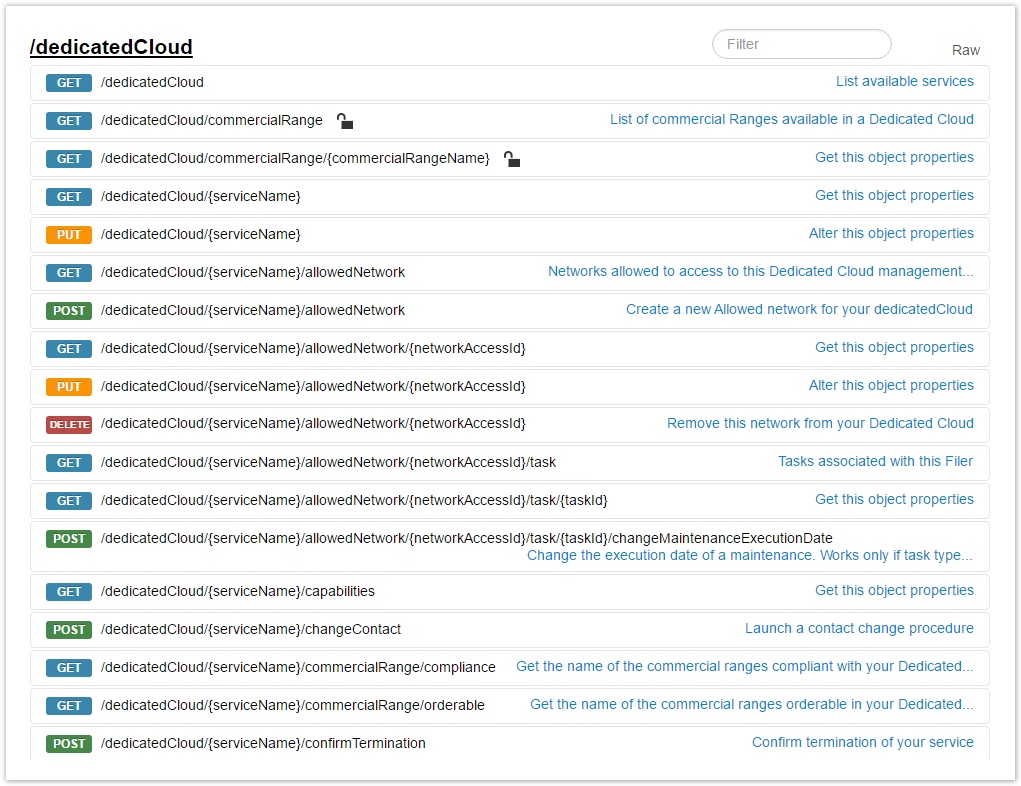 /dedicatedCloud
Filter
Raw
GET /dedicatedCloud List available services
GET /dedicatedCloud/commercialRange List of commercial Ranges available in a Dedicated Cloud
GET /dedicatedCloud/commercialRange/{commercialRangeName} Get this object properties
GET /dedicatedCloud/{serviceName} Get this object properties
PUT /dedicatedCloud/{serviceName} Alter this object properties
GET /dedicatedCloud/{serviceName}/allowedNetwork Networks allowed to access to this Dedicated Cloud management...
POST /dedicatedCloud/{serviceName}/allowedNetwork Create a new Allowed network for your dedicatedCloud
GET /dedicatedCloud/{serviceName}/allowedNetwork/{networkAccessId} Get this object properties
PUT /dedicatedCloud/{serviceName}/allowedNetwork/{networkAccessId} Alter this object properties
DELETE /dedicatedCloud/{serviceName}/allowedNetwork/{networkAccessId} Remove this network from your Dedicated Cloud
GET /dedicatedCloud/{serviceName}/allowedNetwork/{networkAccessId}/task Tasks associated with this Filer
GET /dedicatedCloud/{serviceName}/allowedNetwork/{networkAccessId}/task/{taskId} Get this object properties
POST /dedicatedCloud/{serviceName}/allowedNetwork/{networkAccessId}/task/{taskId}/changeMaintenanceExecutionDate
Change the execution date of a maintenance. Works only if task type...
GET /dedicatedCloud/{serviceName}/capabilities Get this object properties
POST /dedicatedCloud/{serviceName}/changeContact Launch a contact change procedure
GET /dedicatedCloud/{serviceName}/commercialRange/compliance Get the name of the commercial ranges compliant with your Dedicated...
GET /dedicatedCloud/{serviceName}/commercialRange/orderable Get the name of the commercial ranges orderable in your Dedicated...
POST /dedicatedCloud/{serviceName}/confirmTermination Confirm termination of your service